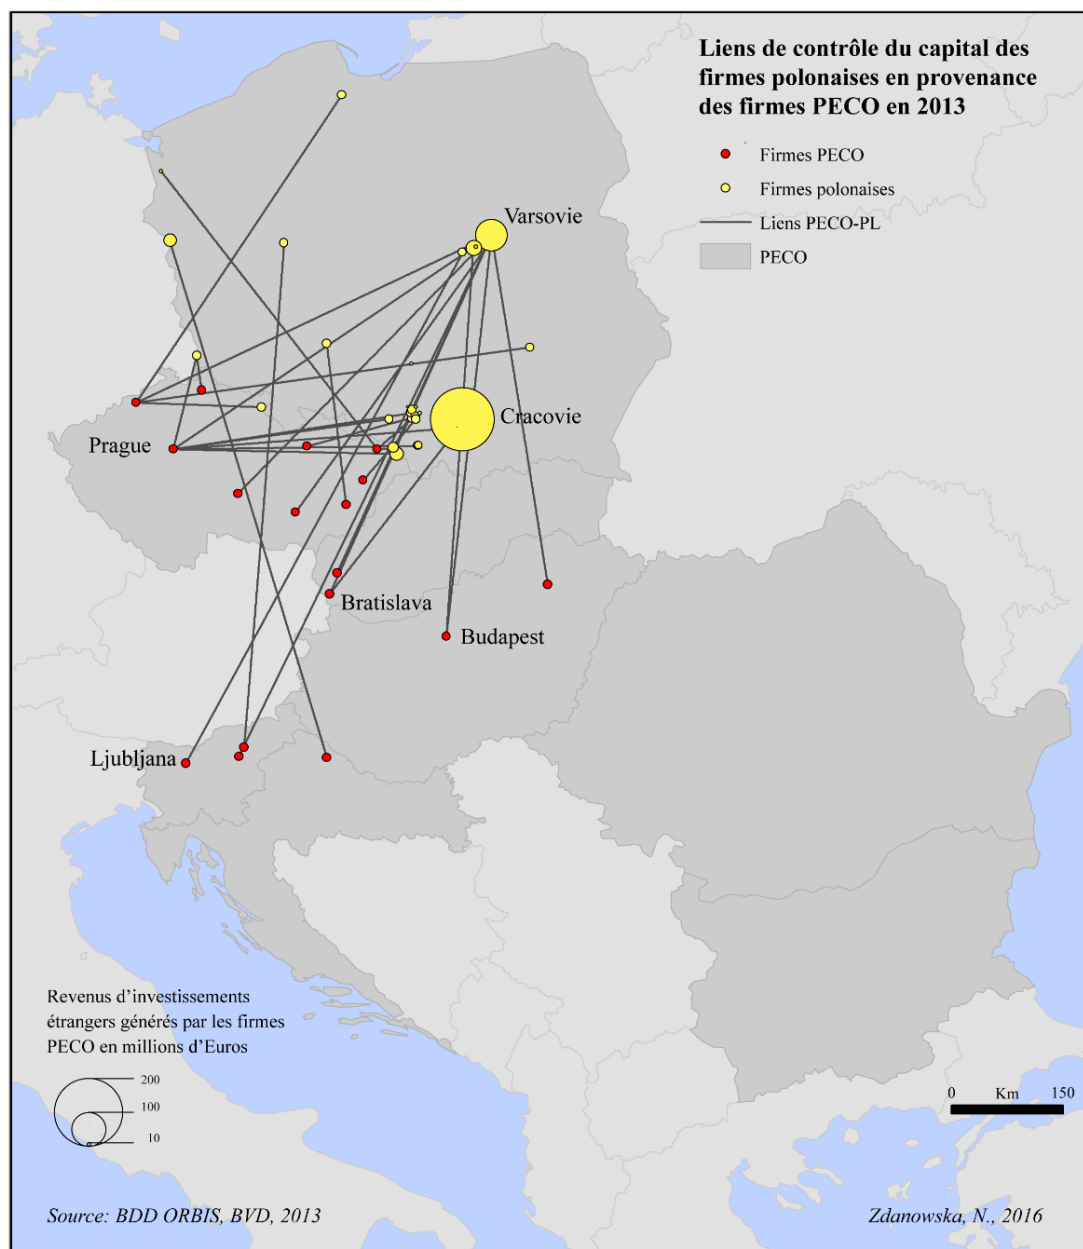 Liens de contrôle du capital des
firmes polonaises en provenance
des firmes PECO en 2013
Firmes PECO
Firmes polonaises
Liens PECO-PL
PECO
Varsovie
Cracovie
Prague
Bratislava
Budapest
Ljubljana
Revenus d’investissements
étrangers générés par les firmes
PECO en millions d’Euros
200
100
10
0 Km 150
Source: BDD ORBIS, BVD, 2013
Zdanowska, N., 2016